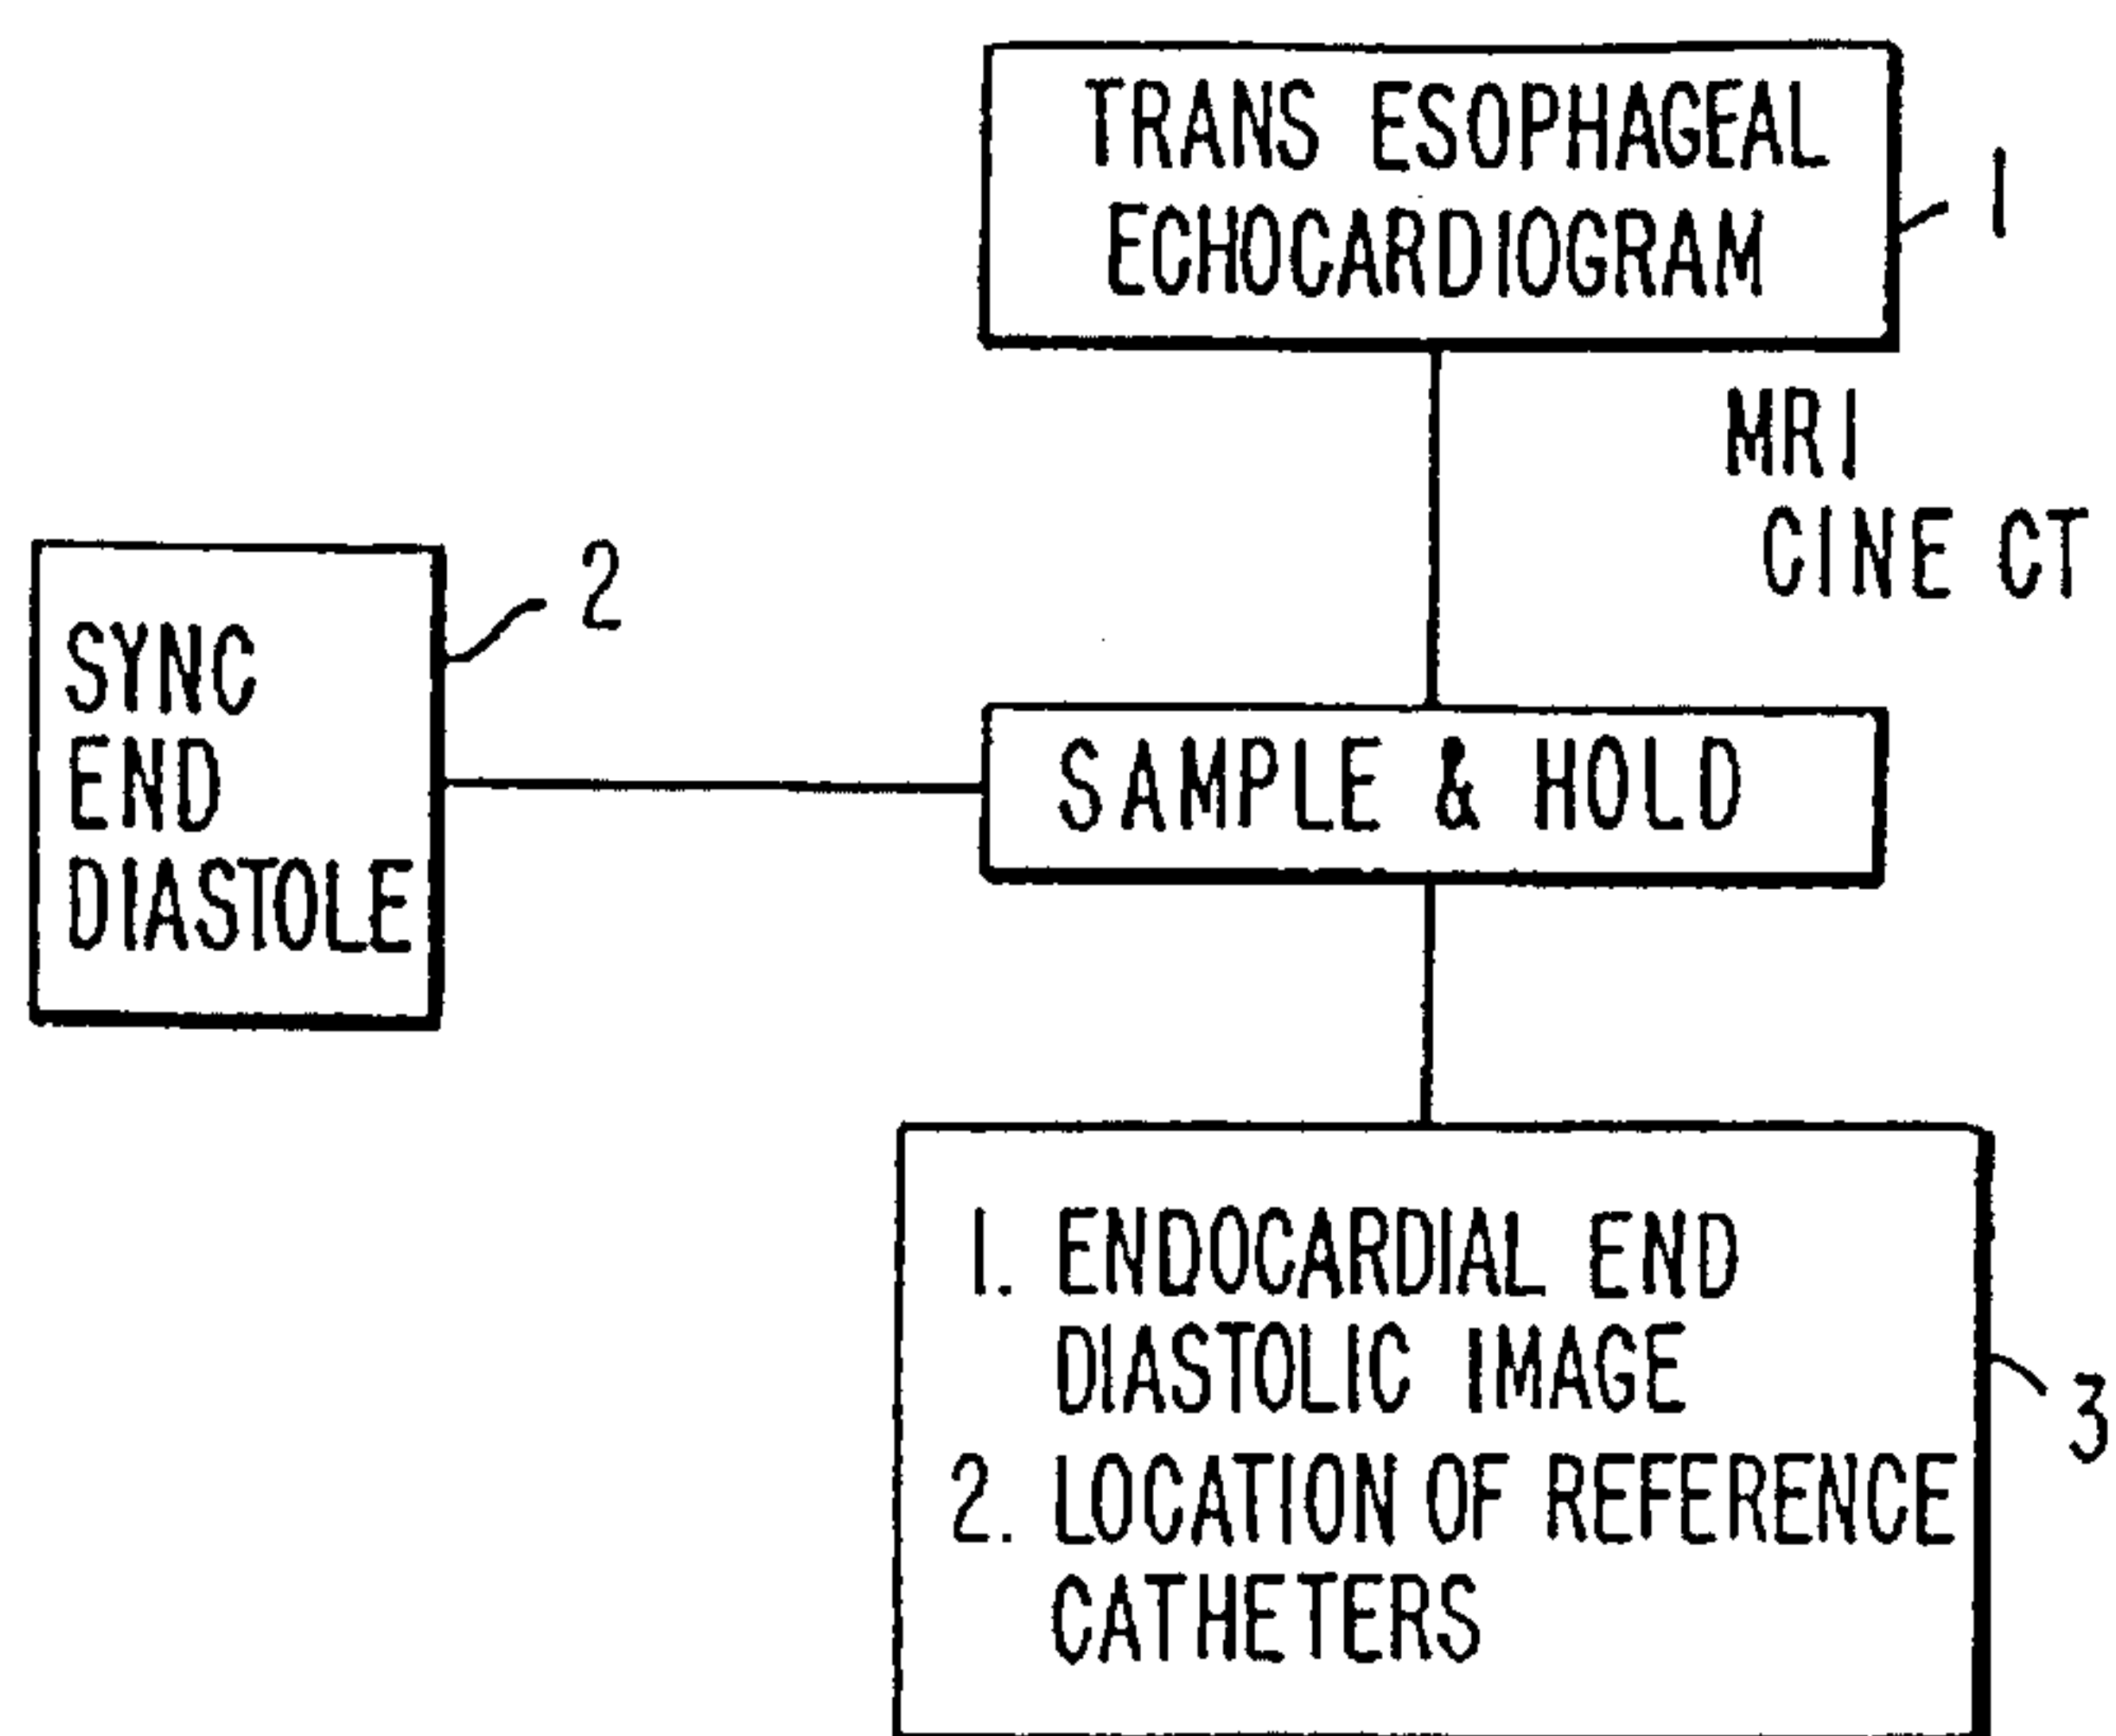 TRANS ESOPHAGEAL
ECHOCARDIOGRAM
1
MRI
CINE CT
2
SYNC
END
DIASTOLE
SAMPLE & HOLD
1. ENDOCARDIAL END
DIASTOLIC IMAGE
2. LOCATION OF REFERENCE
CATHETERS
3